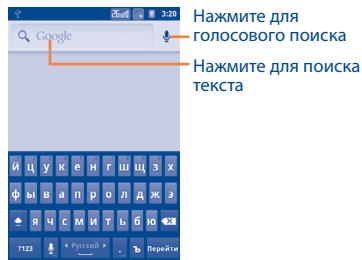 3:20
Google
Нажмите для
голосового поиска
Нажмите для поиска
текста
й ц у к е н г ш щ з х
ф ы в а п р о л д ж э
я ч с м и т ь б ю
?123 Русский . ъ Перейти